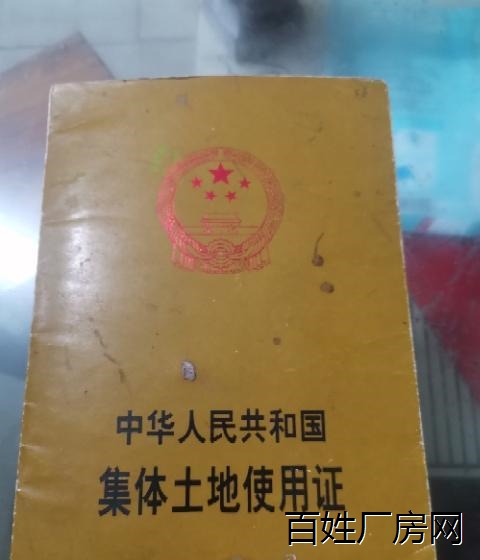 中华人民共和国
集体土地使用证
百姓厂房网